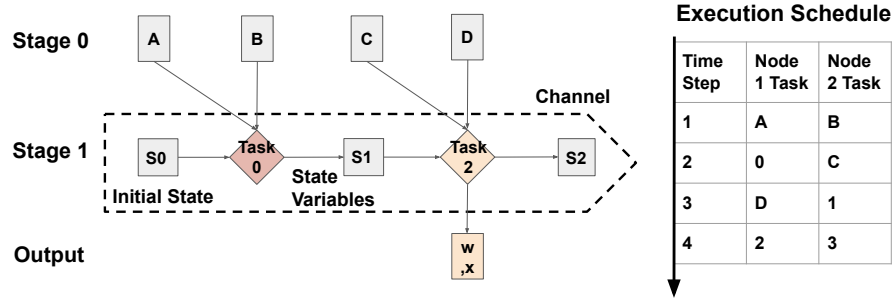 Execution Schedule
Stage 0
A
B
C
D
Channel
Stage 1
S0
Task
0
S1
Task
2
S2
Initial State
State
Variables
Output
w
,x
Time
Step
Node
1 Task
Node
2 Task
1
A
B
2
0
C
3
D
1
4
2
3